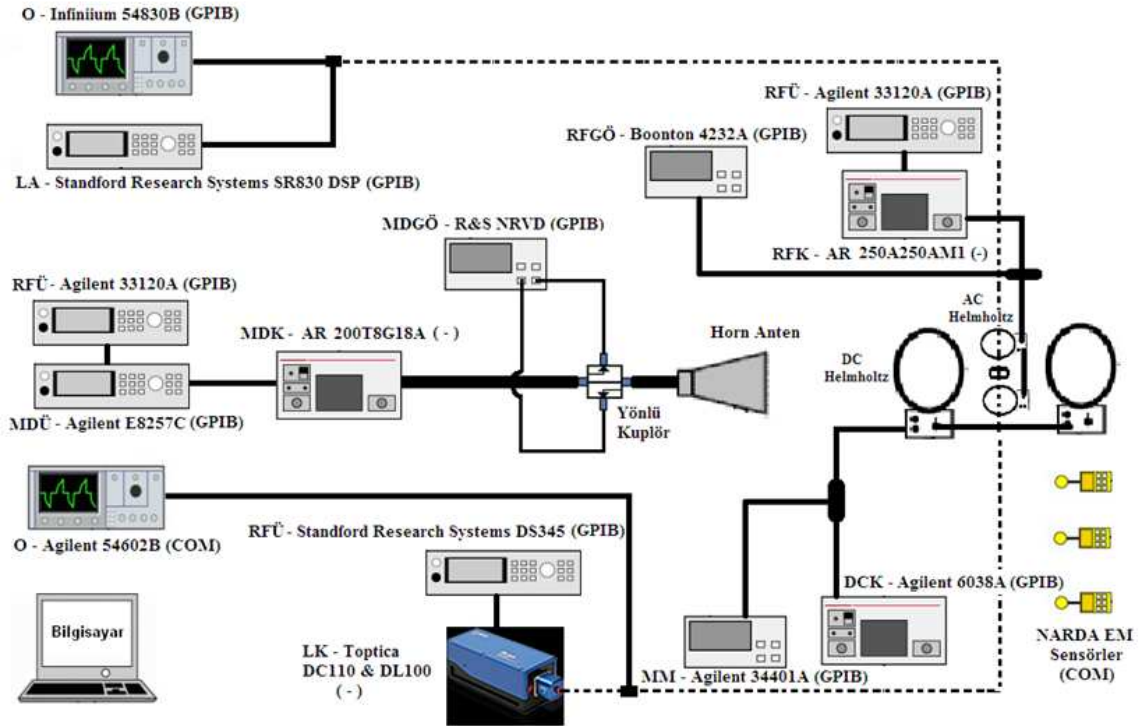 O - Infiniium 54830B (GPIB)
RFÜ - Agilent 33120A (GPIB)
RFGÖ - Boonton 4232A (GPIB)
LA - Standford Research Systems SR830 DSP (GPIB)
MDGÖ - R&S NRVD (GPIB)
RFK - AR 250A250AM1 (-)
RFÜ - Agilent 33120A (GPIB)
MDK - AR 200T8G18A ( - )
Horn Anten
AC
Helmholtz
DC
Helmholtz
MDÜ - Agilent E8257C (GPIB)
Yönlü
Kuplör
RFÜ - Standford Research Systems DS345 (GPIB)
O - Agilent 54602B (COM)
DCK - Agilent 6038A (GPIB)
Bilgisayar
LK - Toptica
DC110 & DL100
( - )
MM - Agilent 34401A (GPIB)
NARDA EM
Sensörler
(COM)